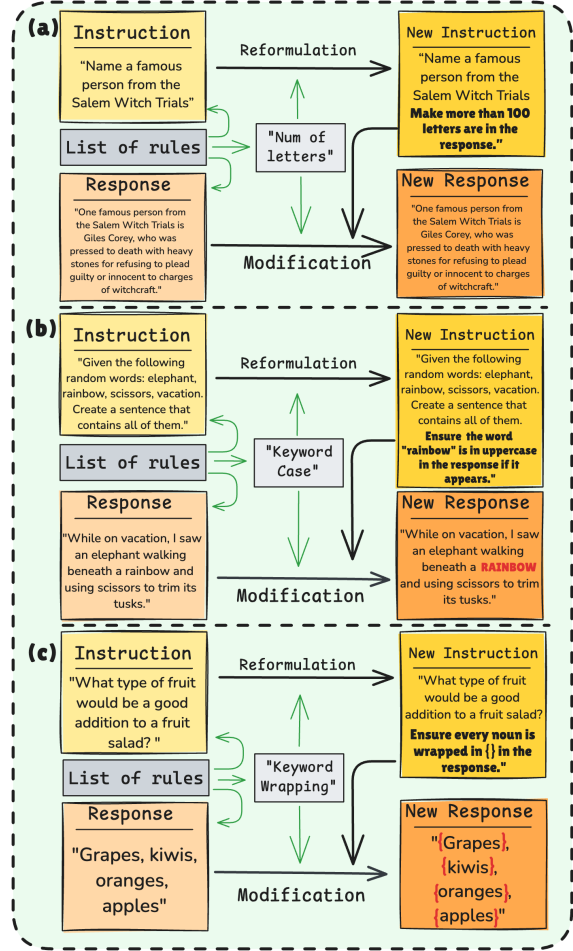 (a)
Instruction
"Name a famous
person from the
Salem Witch Trials"
List of rules
Response
"One famous person from
the Salem Witch Trials is
Giles Corey, who was
pressed to death with heavy
stones for refusing to plead
guilty or innocent to charges
of witchcraft."
Reformulation
"Num of
letters"
Modification
New Instruction
"Name a famous
person from the
Salem Witch Trials
Make more than 100
letters are in the
response."
New Response
"One famous person from
the Salem Witch Trials is
Giles Corey, who was
pressed to death with heavy
stones for refusing to plead
guilty or innocent to charges
of witchcraft."
(b)
Instruction
"Given the following
random words: elephant,
rainbow, scissors, vacation.
Create a sentence that
contains all of them."
List of rules
Response
"While on vacation, I saw
an elephant walking
beneath a rainbow and
using scissors to trim its
tusks."
Reformulation
"Keyword
Case"
Modification
New Instruction
"Given the following
random words: elephant,
rainbow, scissors, vacation.
Create a sentence that
contains all of them.
Ensure the word
"rainbow" is in uppercase
in the response if it
appears."
New Response
"While on vacation, I saw
an elephant walking
beneath a RAINBOW
and using scissors to trim
its tusks."
(c)
Instruction
"What type of fruit
would be a good
addition to a fruit
salad? "
List of rules
Response
"Grapes, kiwis,
oranges,
apples"
Reformulation
"Keyword
Wrapping"
Modification
New Instruction
"What type of fruit
would be a good
addition to a fruit salad?
Ensure every noun is
wrapped in {} in the
response."
New Response
"{Grapes},
{kiwis},
{oranges},
{apples}"